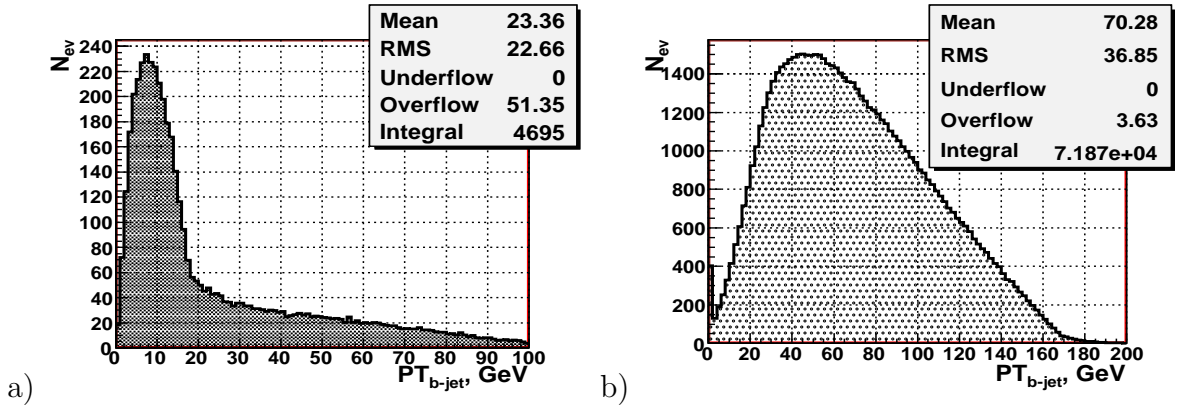 Mean 23.36
RMS 22.66
Underflow 0
Overflow 51.35
Integral 4695
N_ev
240
220
200
180
160
140
120
100
80
60
40
20
0
0 10 20 30 40 50 60 70 80 90 100
PT_b-jet, GeV
a)
Mean 70.28
RMS 36.85
Underflow 0
Overflow 3.63
Integral 7.187e+04
N_ev
1400
1200
1000
800
600
400
200
0
0 20 40 60 80 100 120 140 160 180 200
PT_b-jet, GeV
b)